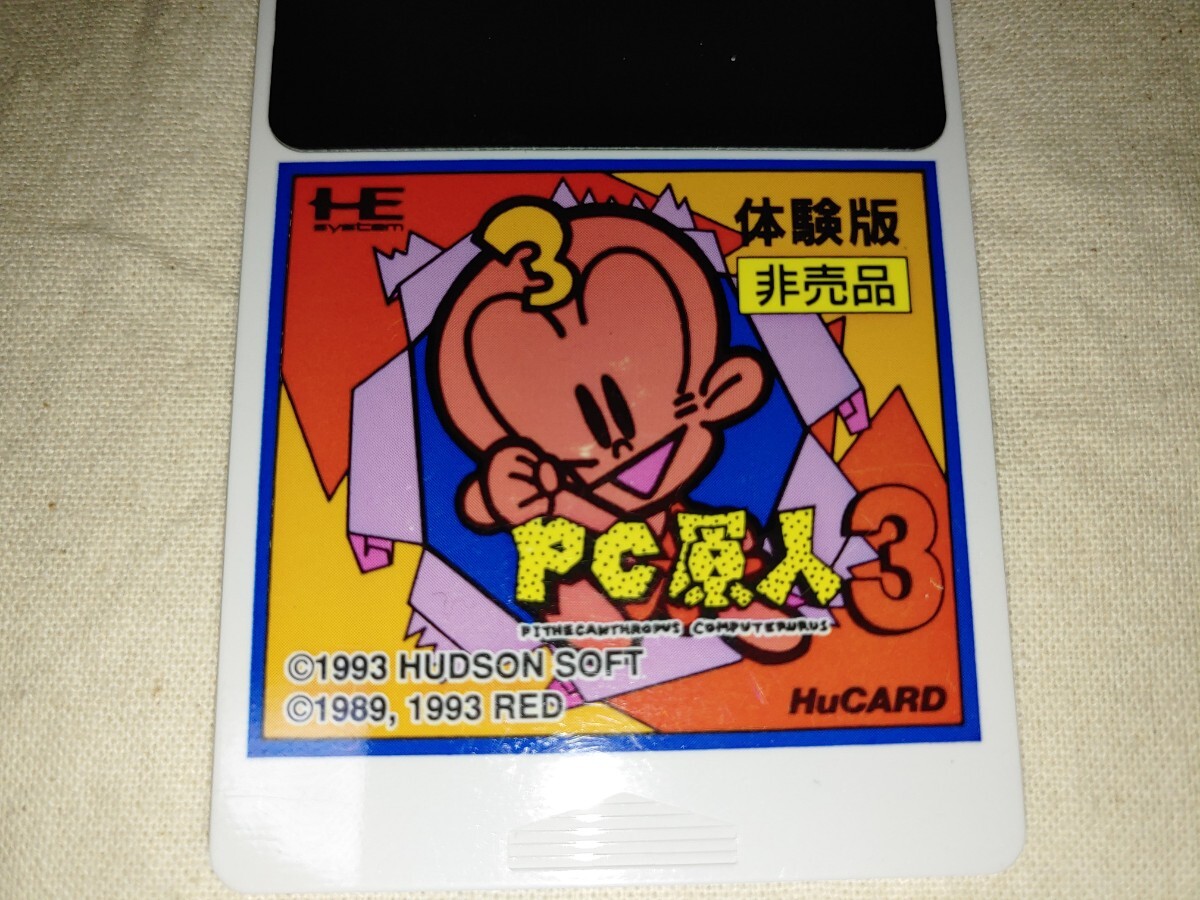 HE
system
3
体験版
非売品
PC原人3
PITHECANTHROPUS COMPUTERURUS
©1993 HUDSON SOFT
©1989, 1993 RED
HuCARD